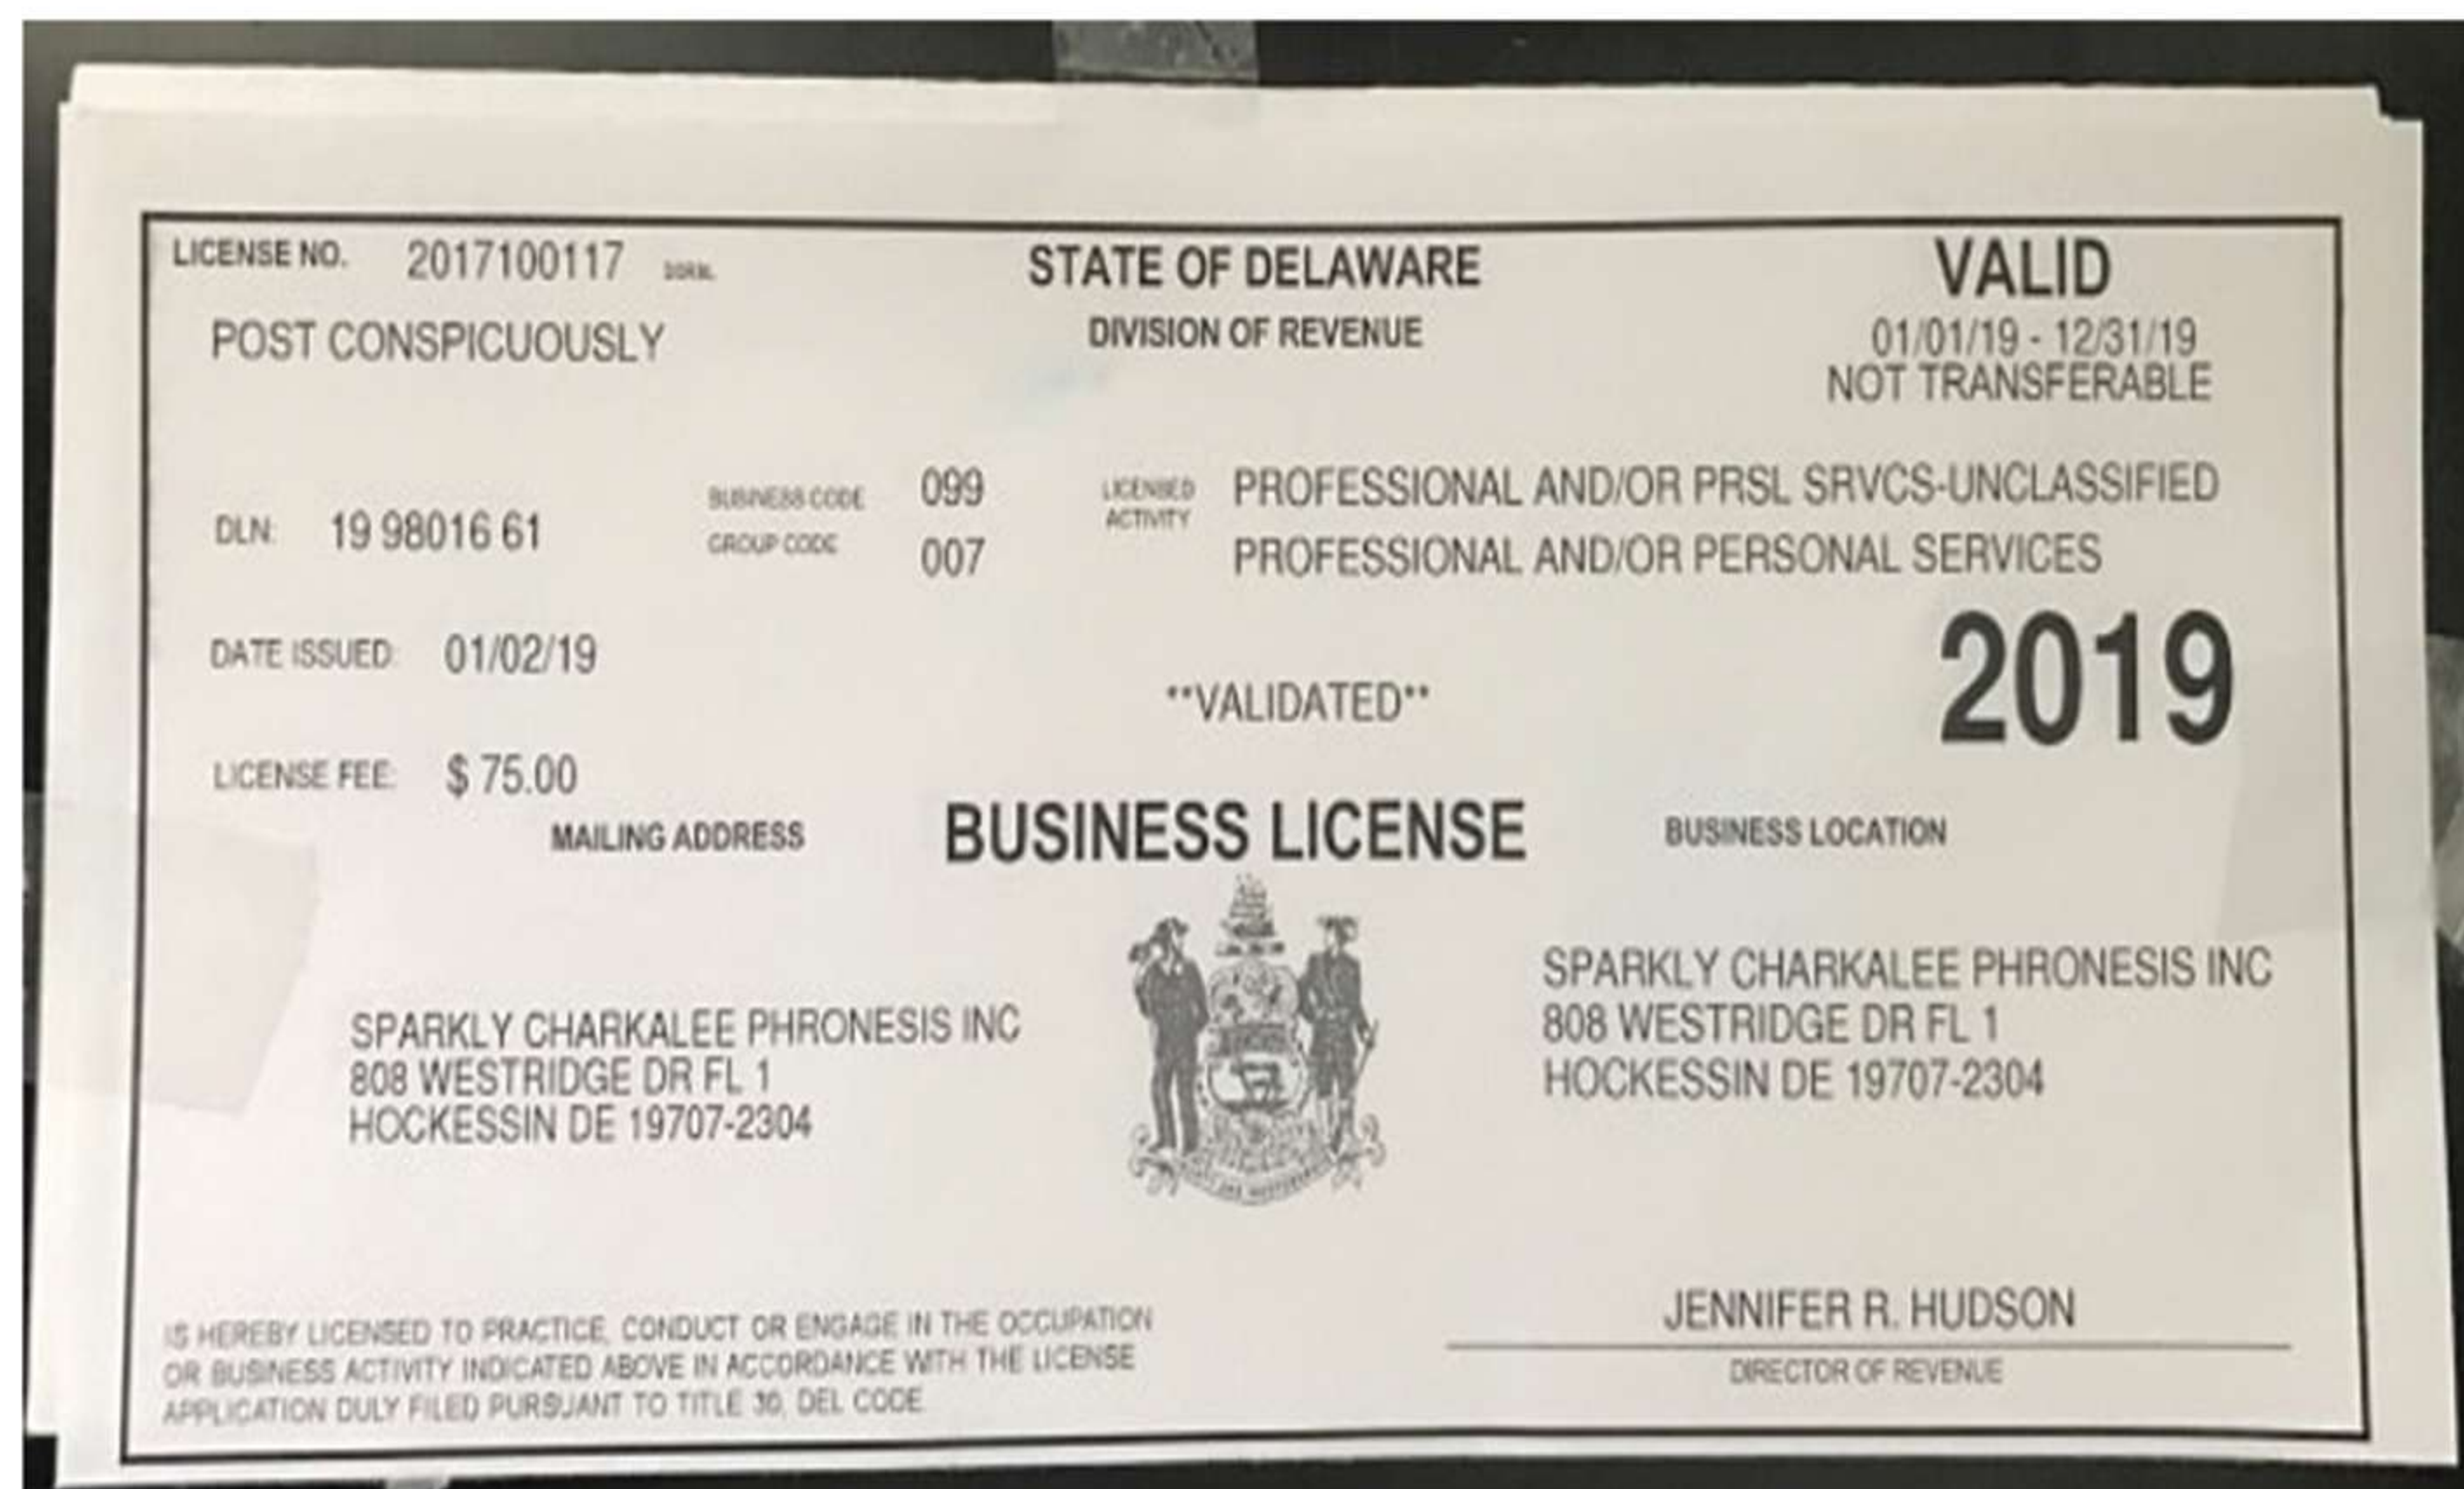 LICENSE NO. 2017100117
POST CONSPICUOUSLY
STATE OF DELAWARE
DIVISION OF REVENUE
VALID
01/01/19 - 12/31/19
NOT TRANSFERABLE
DLN: 19 98016 61
BUSINESS CODE 099
GROUP CODE 007
LICENSED
ACTIVITY
PROFESSIONAL AND/OR PRSL SRVCS-UNCLASSIFIED
PROFESSIONAL AND/OR PERSONAL SERVICES
DATE ISSUED: 01/02/19
**VALIDATED**
2019
LICENSE FEE: $ 75.00
MAILING ADDRESS
BUSINESS LICENSE
BUSINESS LOCATION
SPARKLY CHARKALEE PHRONESIS INC
808 WESTRIDGE DR FL 1
HOCKESSIN DE 19707-2304
SPARKLY CHARKALEE PHRONESIS INC
808 WESTRIDGE DR FL 1
HOCKESSIN DE 19707-2304
IS HEREBY LICENSED TO PRACTICE, CONDUCT OR ENGAGE IN THE OCCUPATION
OR BUSINESS ACTIVITY INDICATED ABOVE IN ACCORDANCE WITH THE LICENSE
APPLICATION DULY FILED PURSUANT TO TITLE 30, DEL CODE.
JENNIFER R. HUDSON
DIRECTOR OF REVENUE